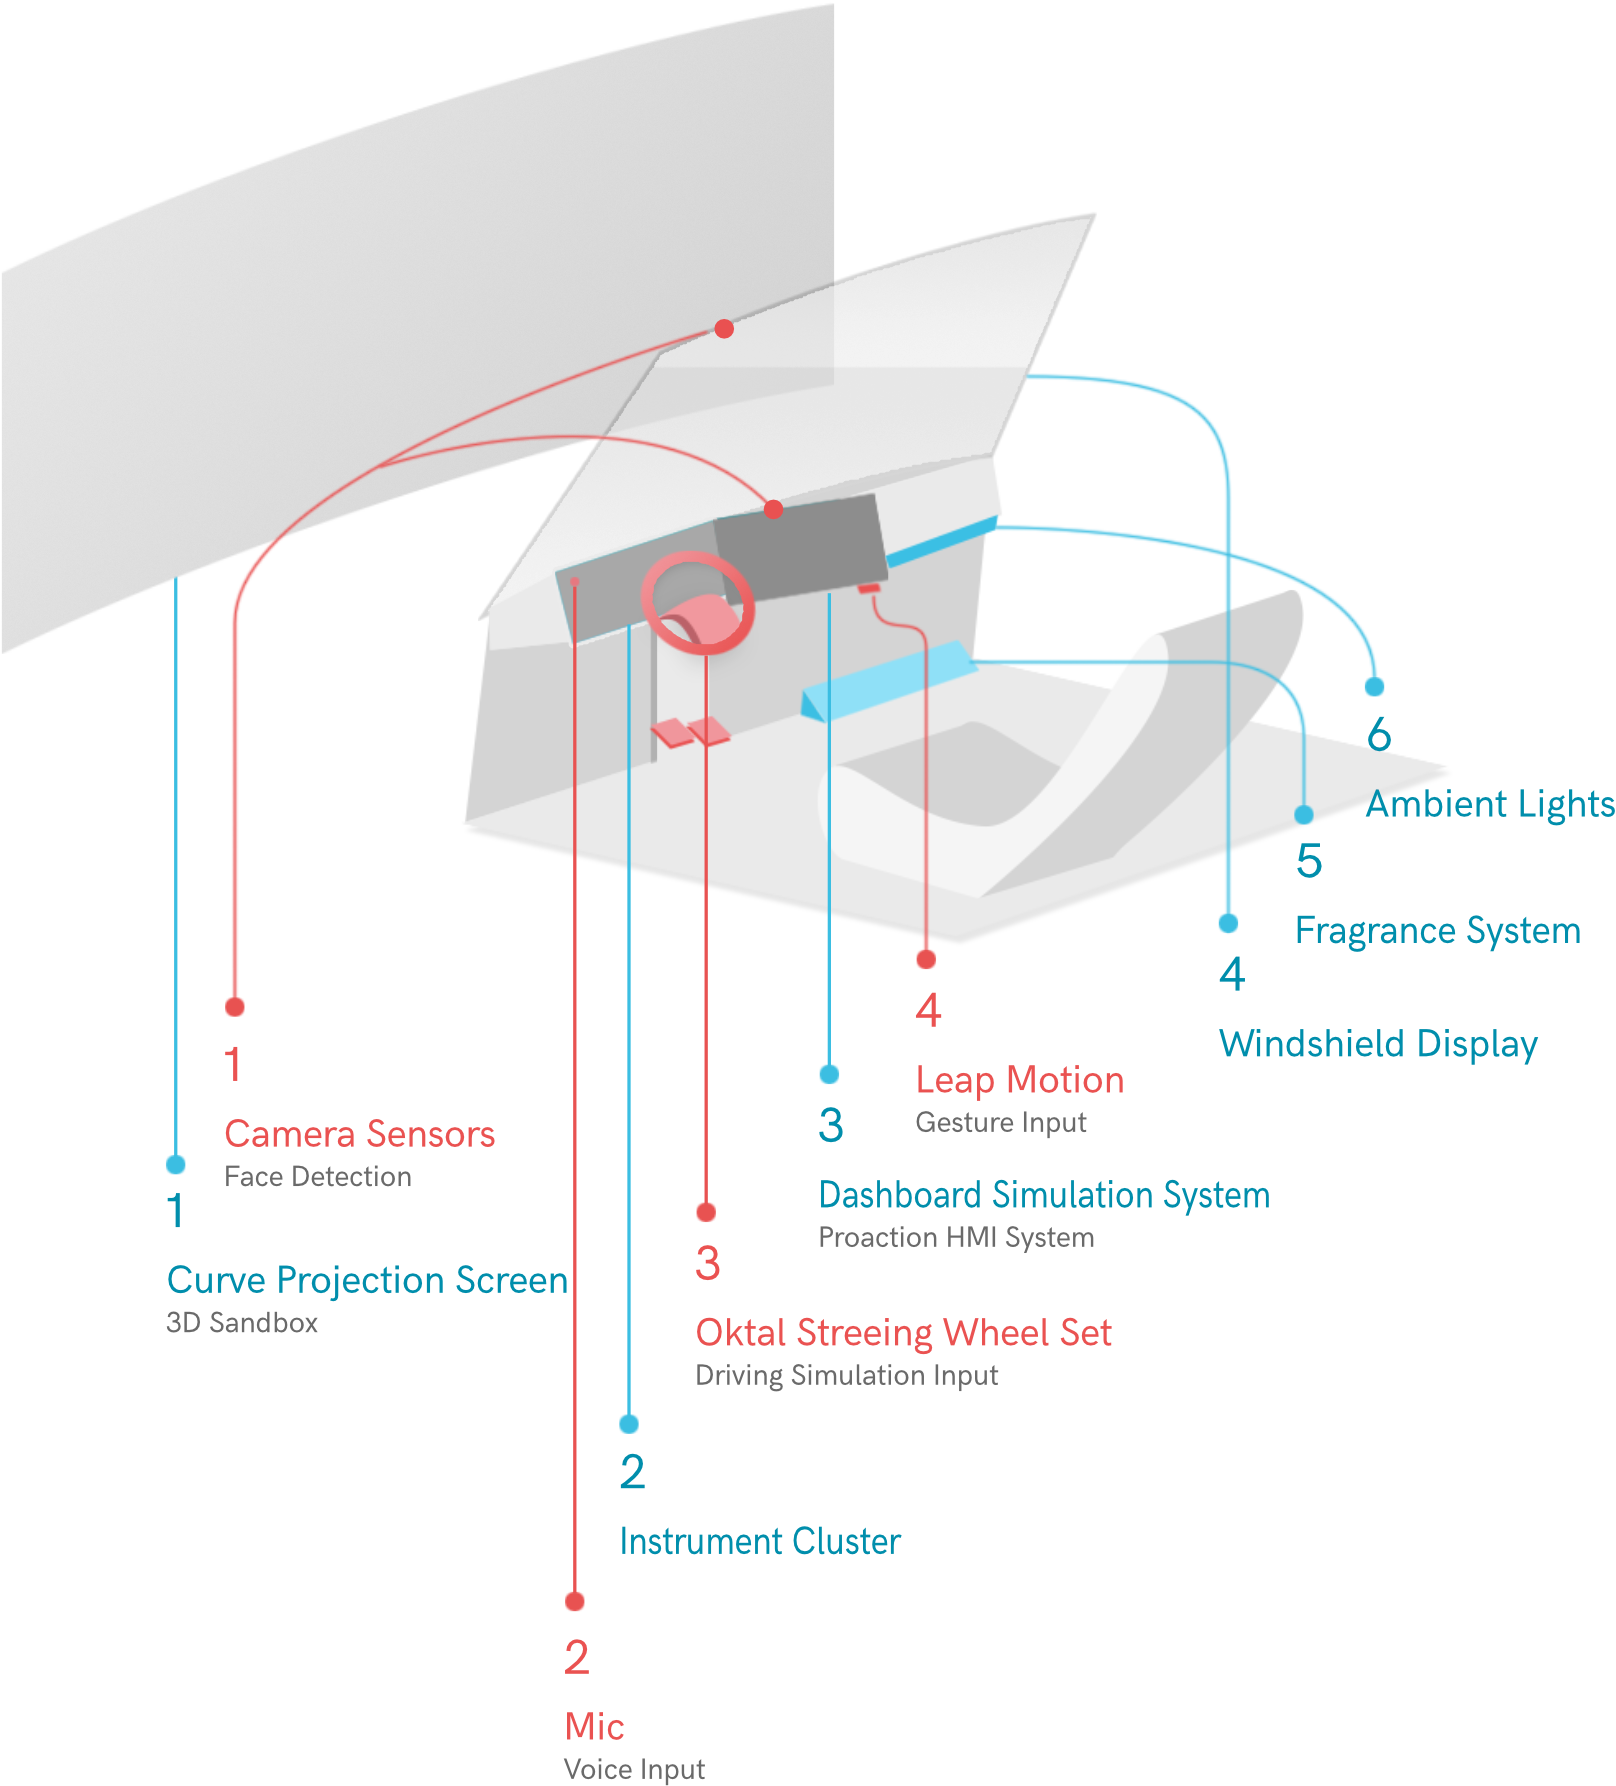 6
Ambient Lights
5
Fragrance System
4
Windshield Display
4
Leap Motion
Gesture Input
1
Camera Sensors
Face Detection
3
Dashboard Simulation System
Proaction HMI System
1
Curve Projection Screen
3D Sandbox
3
Oktal Streeing Wheel Set
Driving Simulation Input
2
Instrument Cluster
2
Mic
Voice Input